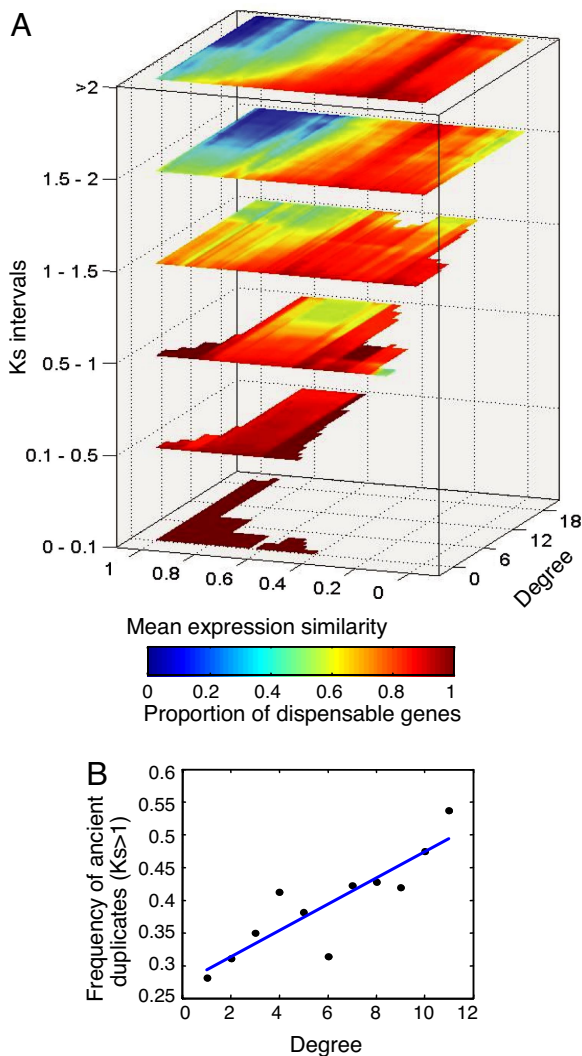 A
>2
1.5 - 2
1 - 1.5
0.5 - 1
0.1 - 0.5
0 - 0.1
Ks intervals
1 0.8 0.6 0.4 0.2 0
0 6 12 18
Degree
Mean expression similarity
0 0.2 0.4 0.6 0.8 1
Proportion of dispensable genes
B
0.6
0.55
0.5
0.45
0.4
0.35
0.3
0.25
Frequency of ancient
duplicates (Ks>1)
0 2 4 6 8 10 12
Degree